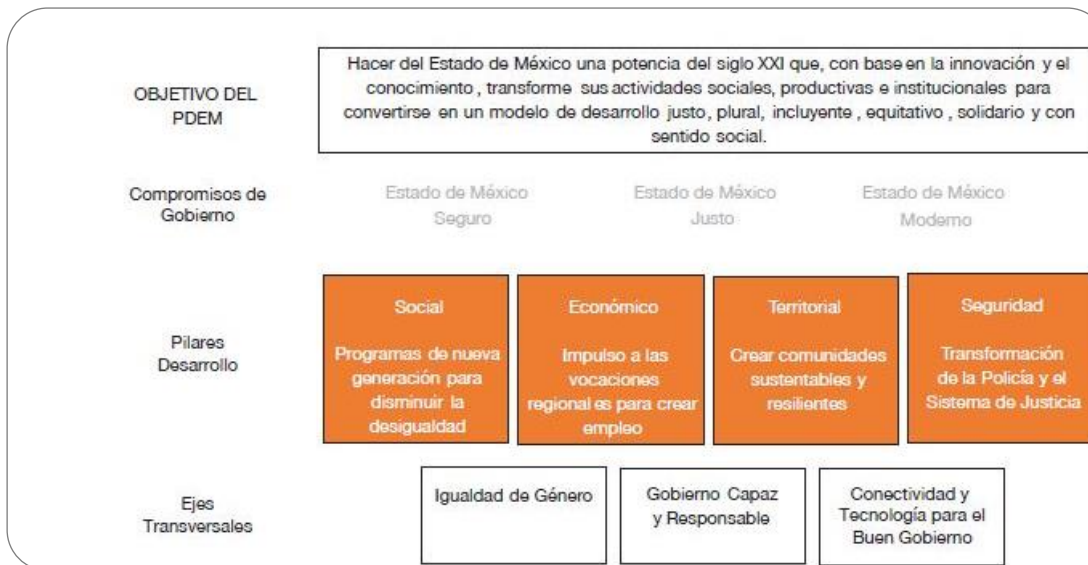 OBJETIVO DEL
PDEM
Hacer del Estado de México una potencia del siglo XXI que, con base en la innovación y el
conocimiento , transforme sus actividades sociales, productivas e institucionales para
convertirse en un modelo de desarrollo justo, plural, incluyente , equitativo , solidario y con
sentido social.
Compromisos de
Gobierno
Estado de México
Seguro
Estado de México
Justo
Estado de México
Moderno
Pilares
Desarrollo
Social
Programas de nueva
generación para
disminuir la
desigualdad
Económico
Impulso a las
vocaciones
regionales para crear
empleo
Territorial
Crear comunidades
sustentables y
resilientes
Seguridad
Transformación
de la Policía y el
Sistema de Justicia
Ejes
Transversales
Igualdad de Género
Gobierno Capaz
y Responsable
Conectividad y
Tecnología para el
Buen Gobierno